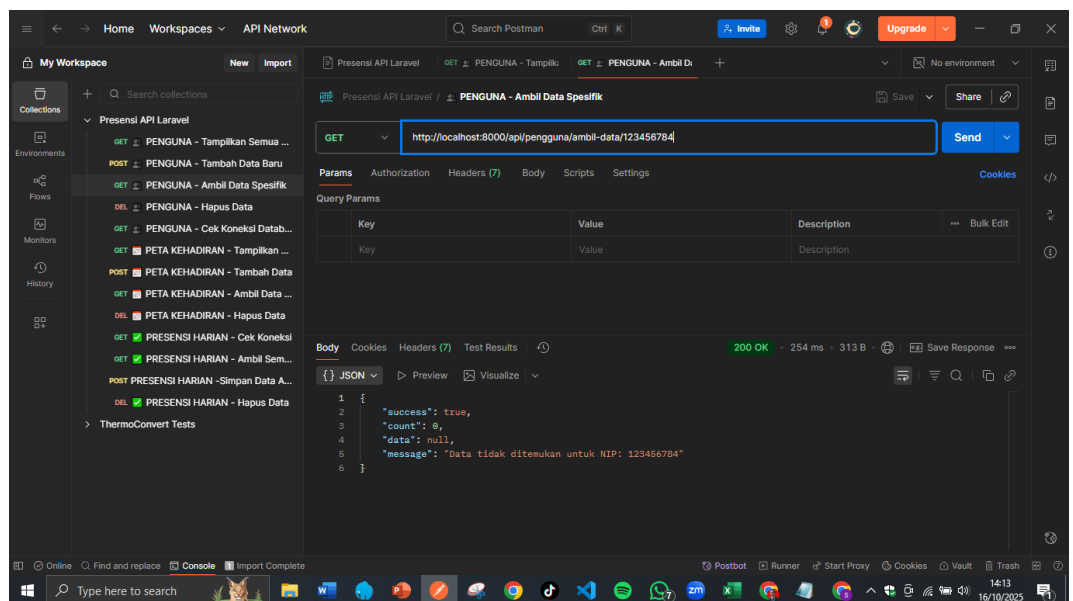 Home Workspaces API Network Search Postman Ctrl K Invite 1 Upgrade
My Workspace New Import Presensi API Laravel GET PENGUNA - Tampilk GET PENGUNA - Ambil Da No environment
Collections
Environments
Flows
Monitors
History
Search collections
Presensi API Laravel
GET PENGUNA - Tampilkan Semua ...
POST PENGUNA - Tambah Data Baru
GET PENGUNA - Ambil Data Spesifik
DEL PENGUNA - Hapus Data
GET PENGUNA - Cek Koneksi Datab...
GET PETA KEHADIRAN - Tampilkan ...
POST PETA KEHADIRAN - Tambah Data
GET PETA KEHADIRAN - Ambil Data ...
DEL PETA KEHADIRAN - Hapus Data
GET PRESENSI HARIAN - Cek Koneksi
GET PRESENSI HARIAN - Ambil Sem...
POST PRESENSI HARIAN -Simpan Data A...
DEL PRESENSI HARIAN - Hapus Data
ThermoConvert Tests
HTTP Presensi API Laravel / PENGUNA - Ambil Data Spesifik Save Share
GET http://localhost:8000/api/pengguna/ambil-data/123456784 Send
Params Authorization Headers (7) Body Scripts Settings Cookies
Query Params
Key Value Description Bulk Edit
Key Value Description
Body Cookies Headers (7) Test Results 200 OK 254 ms 313 B Save Response
{} JSON Preview Visualize
1 {
2 "success": true,
3 "count": 0,
4 "data": null,
5 "message": "Data tidak ditemukan untuk NIP: 123456784"
6 }
Online Find and replace Console Import Complete Postbot Runner Start Proxy Cookies Vault Trash
Type here to search 14:13
16/10/2025